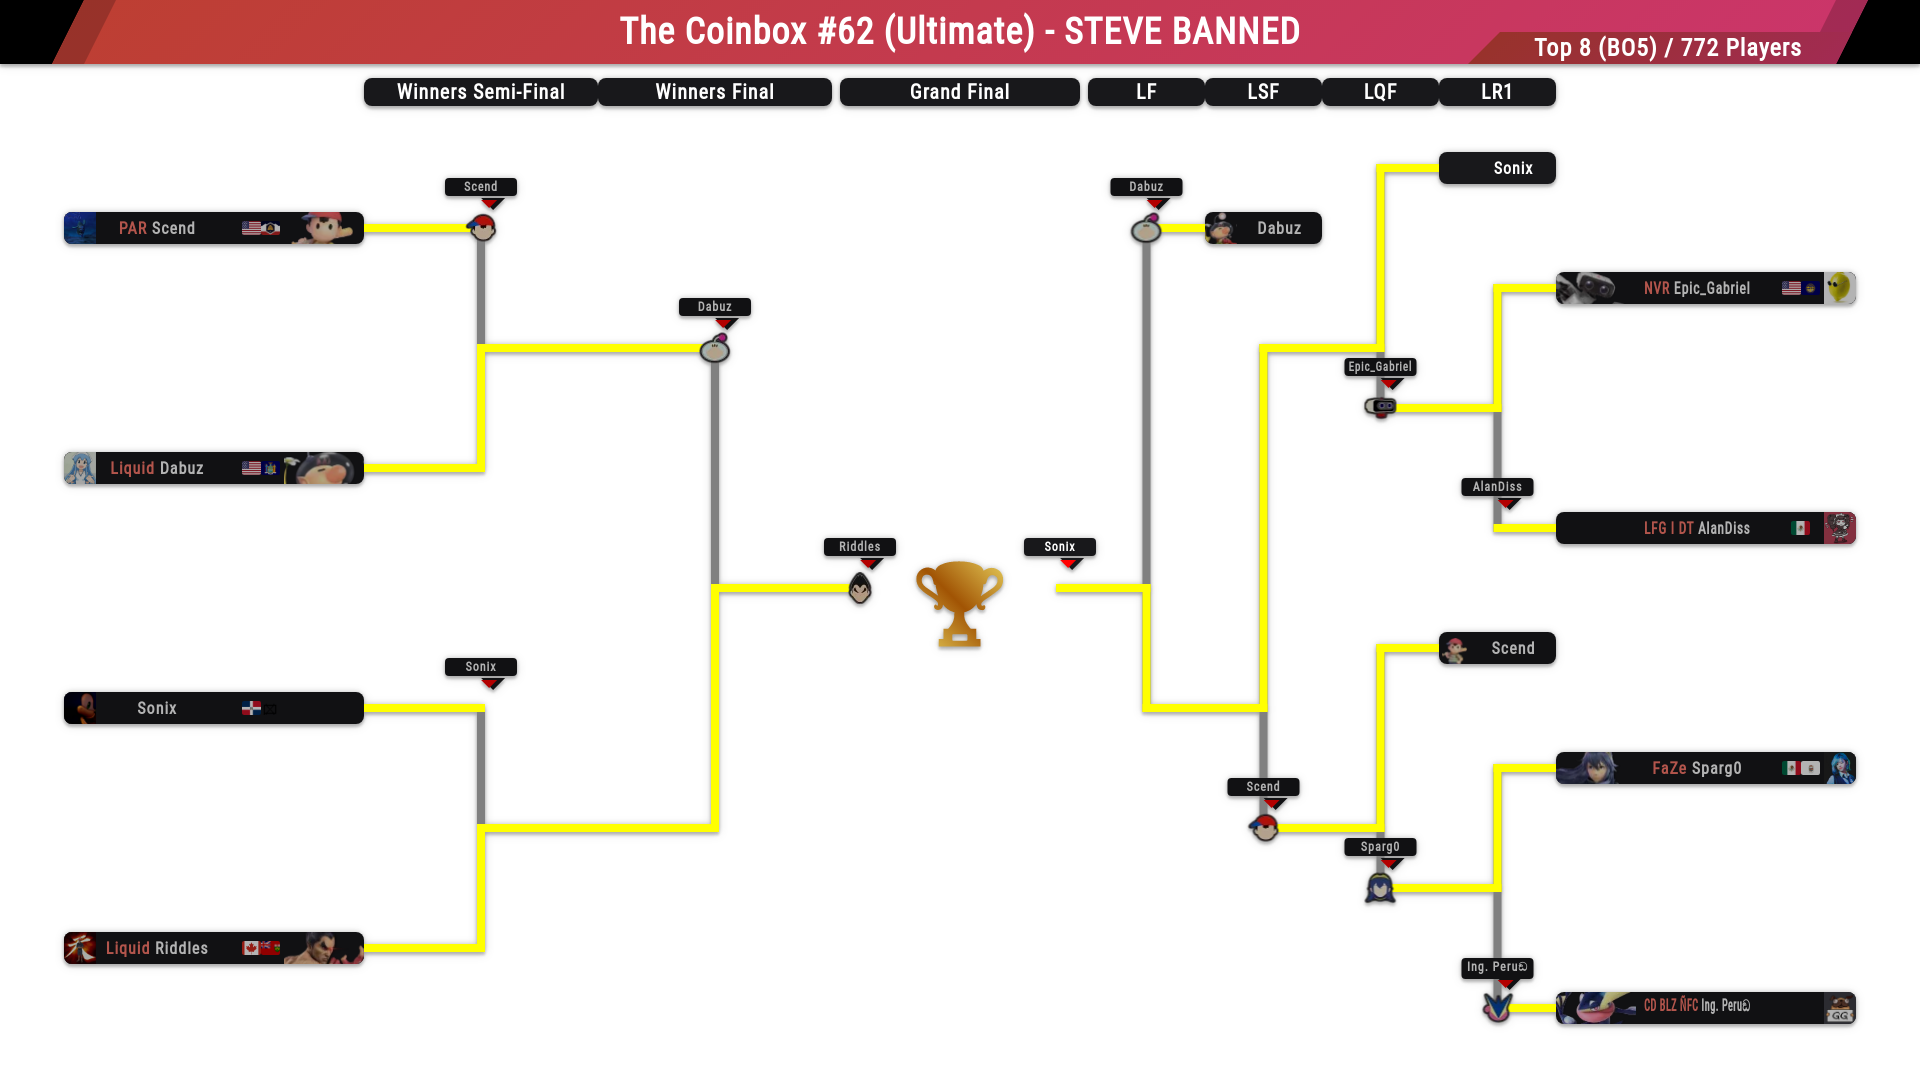 The Coinbox #62 (Ultimate) - STEVE BANNED
Top 8 (BO5) / 772 Players
Winners Semi-Final
Winners Final
Grand Final
LF
LSF
LQF
LR1
Scend
PAR Scend
Dabuz
Liquid Dabuz
Sonix
Sonix
Liquid Riddles
Riddles
Sonix
Dabuz
Dabuz
Sonix
NVR Epic_Gabriel
Epic_Gabriel
AlanDiss
LFG | DT AlanDiss
Scend
FaZe Sparg0
Scend
Sparg0
Ing. Peru
CD BLZ ÑFC Ing. Peru
GG